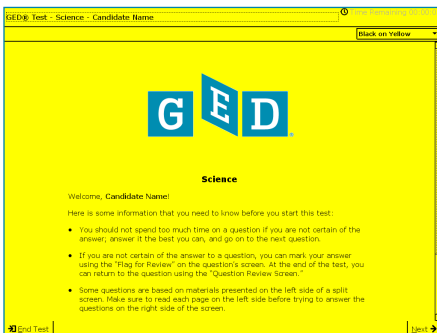 GED® Test - Science - Candidate Name
Time Remaining 00:00:0
Black on Yellow
GED
Science
Welcome, Candidate Name!
Here is some information that you need to know before you start this test:
• You should not spend too much time on a question if you are not certain of the
answer; answer it the best you can, and go on to the next question.
• If you are not certain of the answer to a question, you can mark your answer
using the "Flag for Review" on the question's screen. At the end of the test, you
can return to the question using the "Question Review Screen."
• Some questions are based on materials presented on the left side of a split
screen. Make sure to read each page on the left side before trying to answer the
questions on the right side of the screen.
End Test
Next